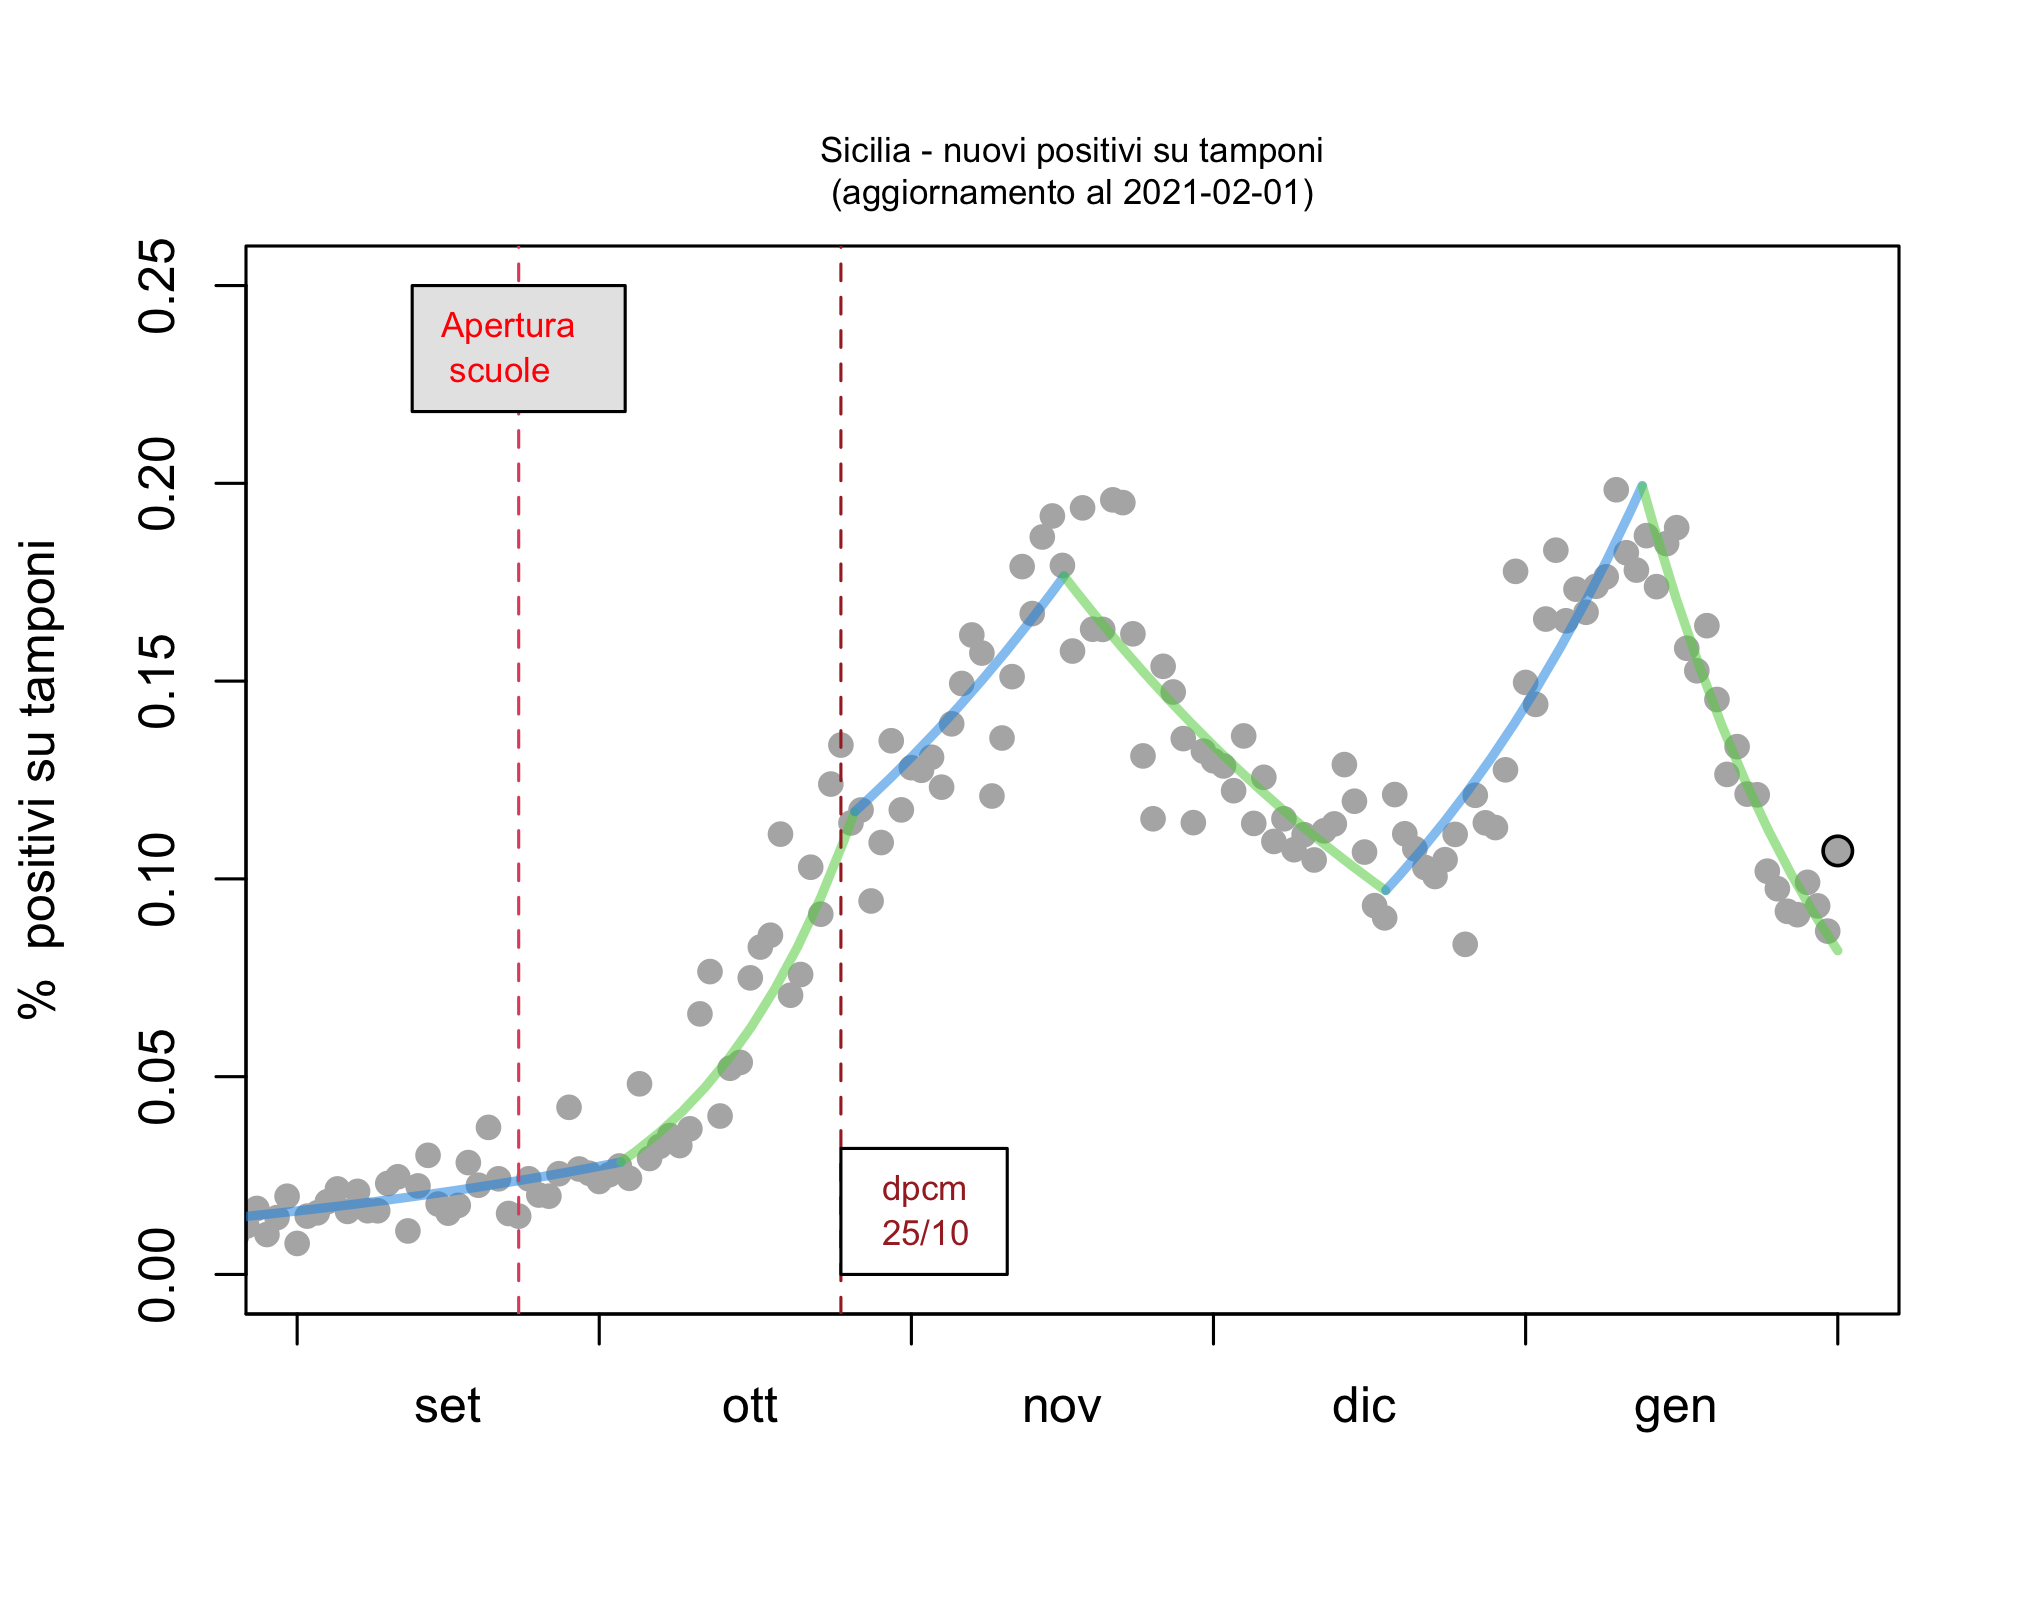 Sicilia - nuovi positivi su tamponi
(aggiornamento al 2021-02-01)
% positivi su tamponi
0.25
0.20
0.15
0.10
0.05
0.00
Apertura
scuole
dpcm
25/10
set
ott
nov
dic
gen